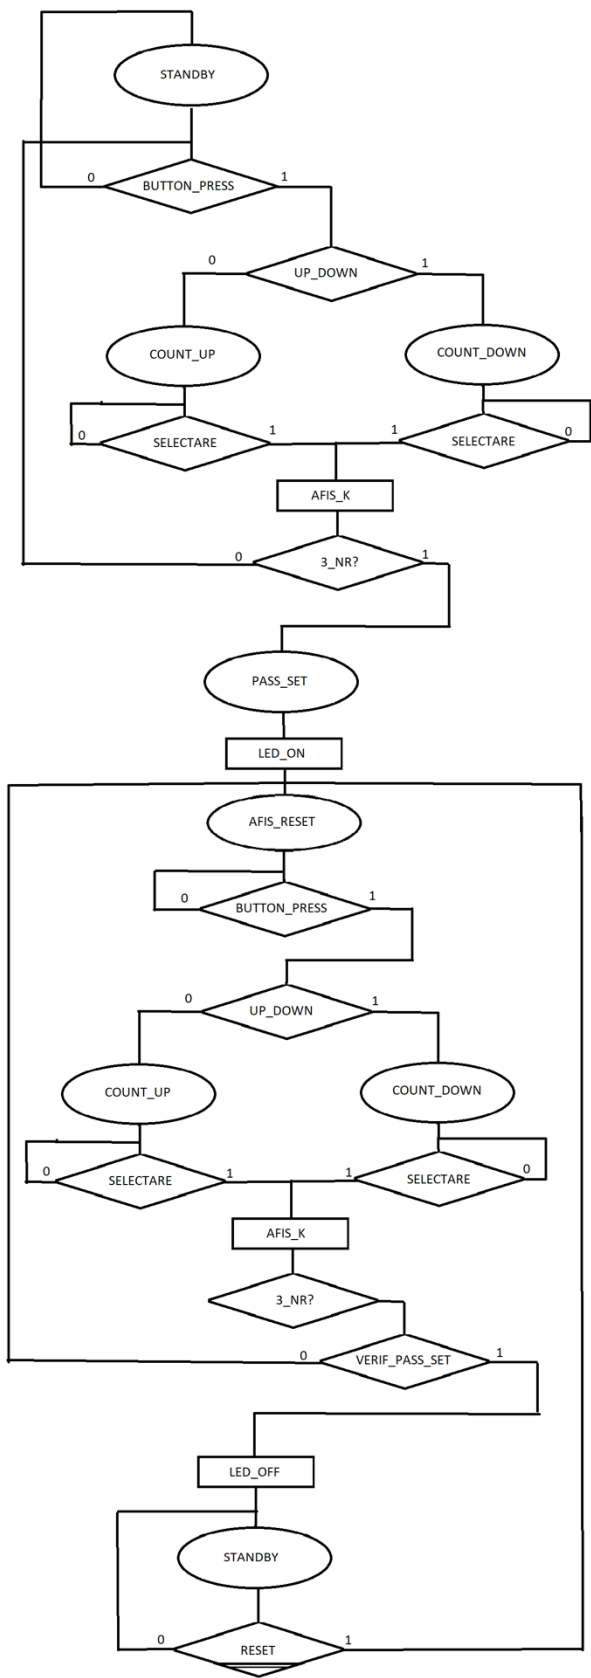 STANDBY
0
BUTTON_PRESS
1
0
UP_DOWN
1
COUNT_UP
COUNT_DOWN
0
SELECTARE
1
1
SELECTARE
0
AFIS_K
0
3_NR?
1
PASS_SET
LED_ON
AFIS_RESET
0
BUTTON_PRESS
1
0
UP_DOWN
1
COUNT_UP
COUNT_DOWN
0
SELECTARE
1
1
SELECTARE
0
AFIS_K
3_NR?
0
VERIF_PASS_SET
1
LED_OFF
STANDBY
0
RESET
1